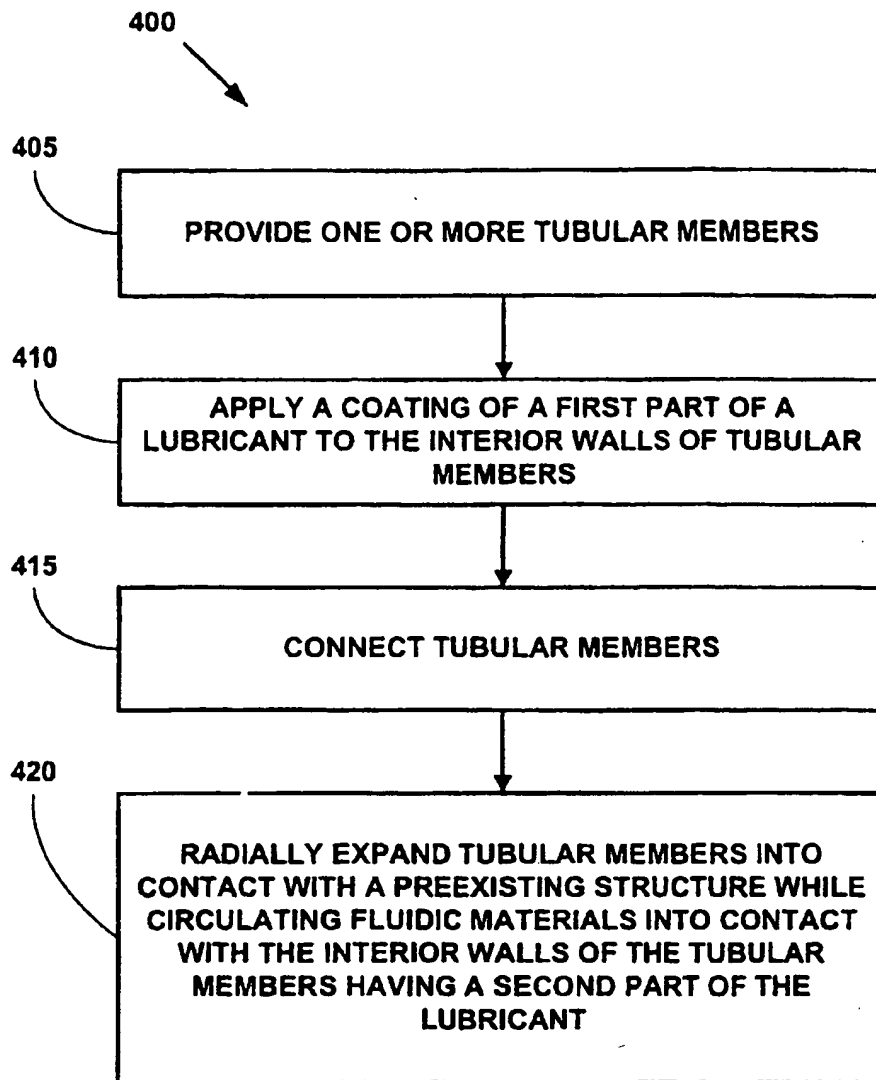 400
405
PROVIDE ONE OR MORE TUBULAR MEMBERS
410
APPLY A COATING OF A FIRST PART OF A
LUBRICANT TO THE INTERIOR WALLS OF TUBULAR
MEMBERS
415
CONNECT TUBULAR MEMBERS
420
RADIALLY EXPAND TUBULAR MEMBERS INTO
CONTACT WITH A PREEXISTING STRUCTURE WHILE
CIRCULATING FLUIDIC MATERIALS INTO CONTACT
WITH THE INTERIOR WALLS OF THE TUBULAR
MEMBERS HAVING A SECOND PART OF THE
LUBRICANT